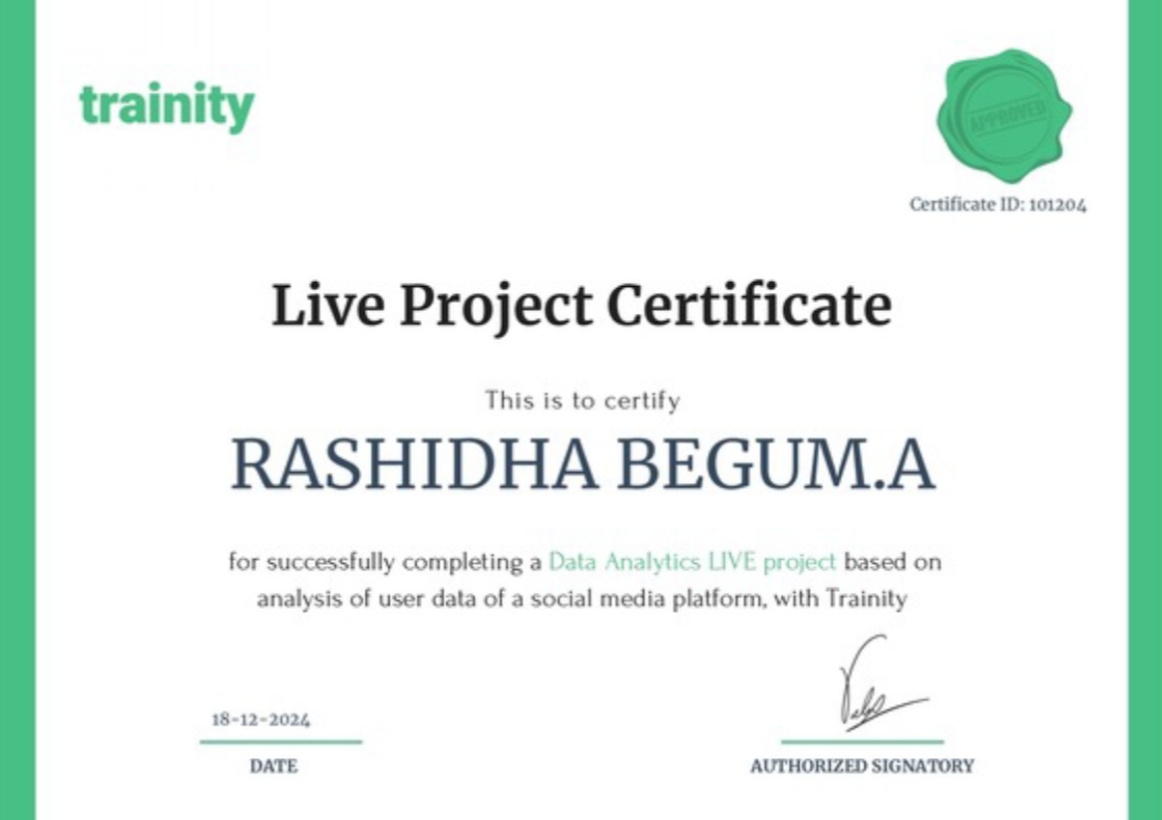 trainity
APPROVED
Certificate ID: 101204
Live Project Certificate
This is to certify
RASHIDHA BEGUM.A
for successfully completing a Data Analytics LIVE project based on
analysis of user data of a social media platform, with Trainity
18-12-2024
DATE
AUTHORIZED SIGNATORY